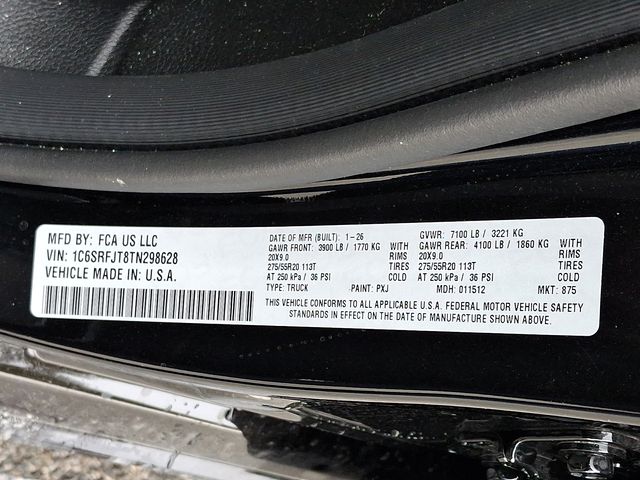 MFD BY: FCA US LLC
VIN: 1C6SRFJT8TN298628
VEHICLE MADE IN: U.S.A.
DATE OF MFR (BUILT): 1-26
GAWR FRONT: 3900 LB / 1770 KG WITH
20X9.0 RIMS
275/55R20 113T TIRES
AT 250 kPa / 36 PSI COLD
TYPE: TRUCK PAINT: PXJ
GVWR: 7100 LB / 3221 KG
GAWR REAR: 4100 LB / 1860 KG WITH
20X9.0 RIMS
275/55R20 113T TIRES
AT 250 kPa / 36 PSI COLD
MDH: 011512 MKT: 875
THIS VEHICLE CONFORMS TO ALL APPLICABLE U.S.A. FEDERAL MOTOR VEHICLE SAFETY
STANDARDS IN EFFECT ON THE DATE OF MANUFACTURE SHOWN ABOVE.